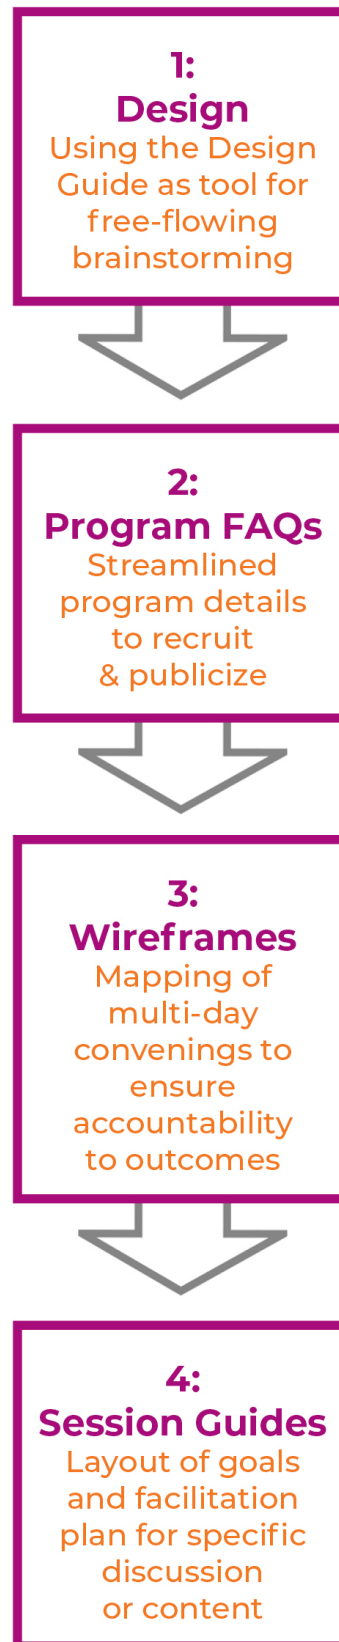 1:
Design
Using the Design
Guide as tool for
free-flowing
brainstorming
2:
Program FAQs
Streamlined
program details
to recruit
& publicize
3:
Wireframes
Mapping of
multi-day
convenings to
ensure
accountability
to outcomes
4:
Session Guides
Layout of goals
and facilitation
plan for specific
discussion
or content